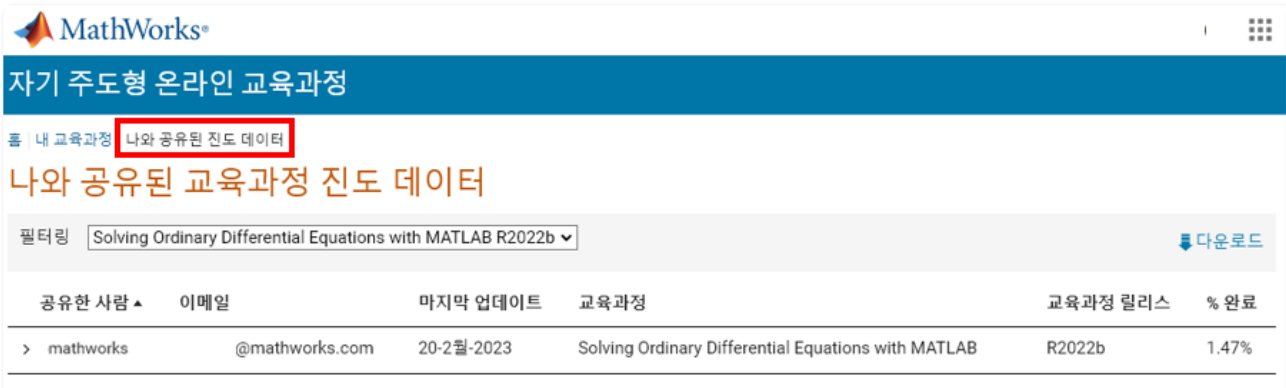 MathWorks®
자기 주도형 온라인 교육과정
홈 | 내 교육과정 나와 공유된 진도 데이터
나와 공유된 교육과정 진도 데이터
필터링 Solving Ordinary Differential Equations with MATLAB R2022b 다운로드
공유한 사람 이메일 마지막 업데이트 교육과정 교육과정 릴리스 % 완료
mathworks @mathworks.com 20-2월-2023 Solving Ordinary Differential Equations with MATLAB R2022b 1.47%